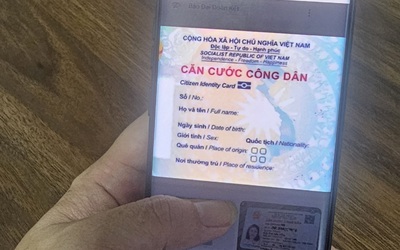 CỘNG HÒA XÃ HỘI CHỦ NGHĨA VIỆT NAM
Độc lập - Tự do - Hạnh phúc
SOCIALIST REPUBLIC OF VIET NAM
Independence - Freedom - Happiness
CĂN CƯỚC CÔNG DÂN
Citizen Identity Card
Số / No.:
Họ và tên / Full name:
Ngày sinh / Date of birth:
Giới tính / Sex: Quốc tịch / Nationality:
Quê quán / Place of origin:
Nơi thường trú / Place of residence: